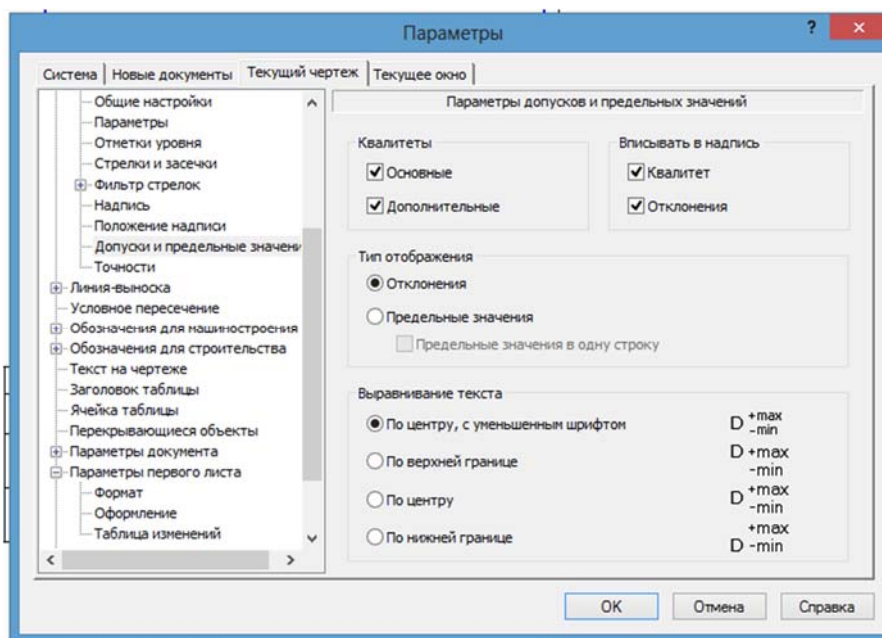 Параметры
? ×
Система Новые документы Текущий чертеж Текущее окно
Общие настройки
Параметры
Отметки уровня
Стрелки и засечки
Фильтр стрелок
Надпись
Положение надписи
Допуски и предельные значени
Точности
Линия-выноска
Условное пересечение
Обозначения для машиностроения
Обозначения для строительства
Текст на чертеже
Заголовок таблицы
Ячейка таблицы
Перекрывающиеся объекты
Параметры документа
Параметры первого листа
Формат
Оформление
Таблица изменений
Параметры допусков и предельных значений
Квалитеты
Основные
Дополнительные
Вписывать в надпись
Квалитет
Отклонения
Тип отображения
Отклонения
Предельные значения
Предельные значения в одну строку
Выравнивание текста
По центру, с уменьшенным шрифтом D +max
-min
По верхней границе D +max
-min
По центру D +max
-min
По нижней границе +max
D -min
OK Отмена Справка